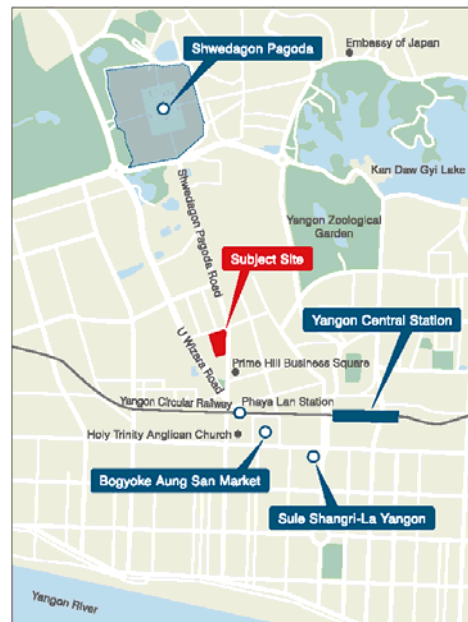 Shwedagon Pagoda
Embassy of Japan
Kan Daw Gyi Lake
Shwedagon Pagoda Road
Yangon Zoological
Garden
Subject Site
Yangon Central Station
U Wizera Road
Prime Hill Business Square
Yangon Circular Railway
Phaya Lan Station
Holy Trinity Anglican Church
Bogyoke Aung San Market
Sule Shangri-La Yangon
Yangon River